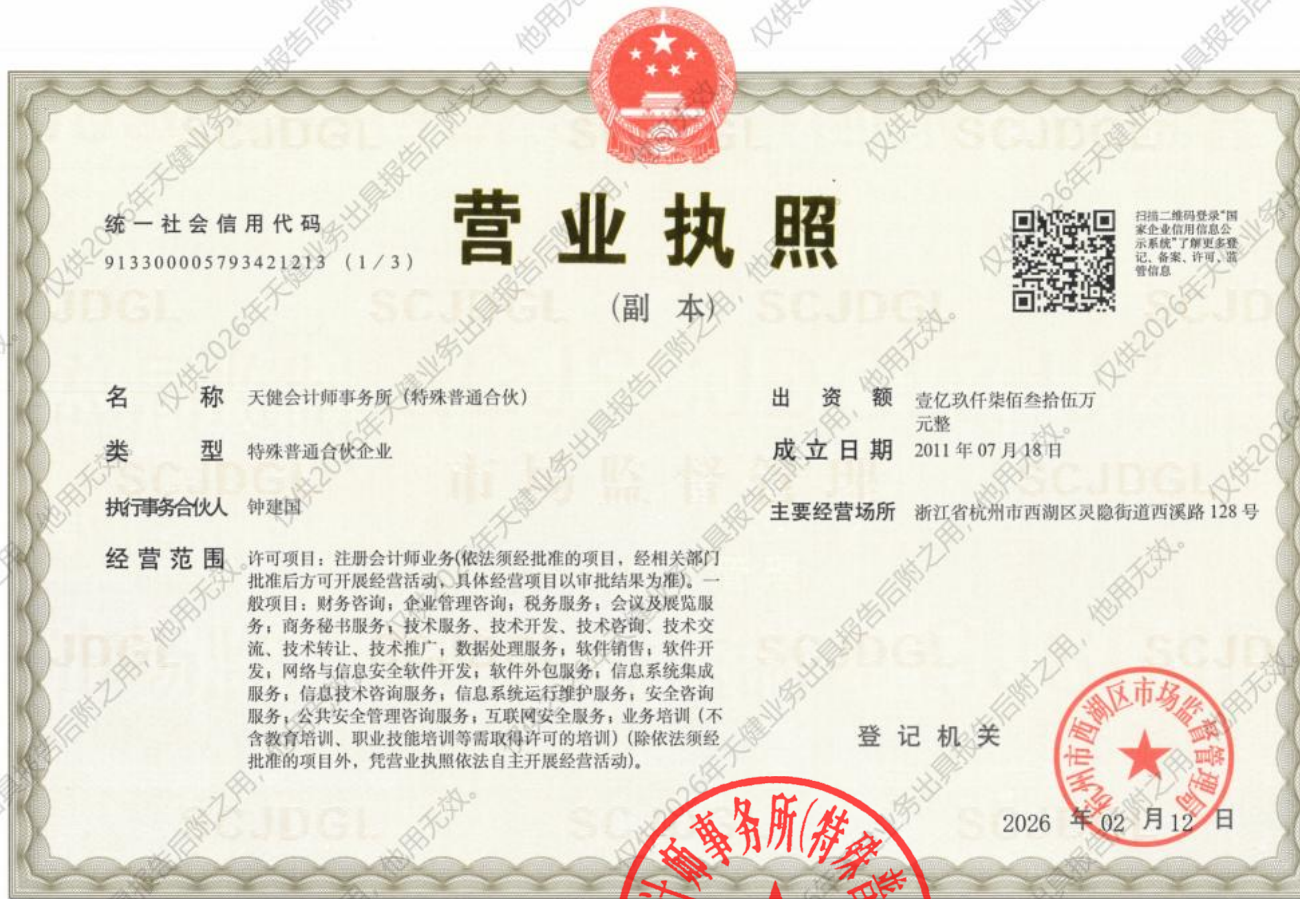 营业执照
(副 本)
统一社会信用代码
913300005793421213 (1/3)
扫描二维码登录“国
家企业信用信息公
示系统”了解更多登
记、备案、许可、监
管信息
名 称 天健会计师事务所（特殊普通合伙）
类 型 特殊普通合伙企业
执行事务合伙人 钟建国
经营范围 许可项目：注册会计师业务(依法须经批准的项目，经相关部门
批准后方可开展经营活动，具体经营项目以审批结果为准)。一
般项目：财务咨询；企业管理咨询；税务服务；会议及展览服
务；商务秘书服务；技术服务、技术开发、技术咨询、技术交
流、技术转让、技术推广；数据处理服务；软件销售；软件开
发；网络与信息安全软件开发；软件外包服务；信息系统集成
服务；信息技术咨询服务；信息系统运行维护服务；安全咨询
服务；公共安全管理咨询服务；互联网安全服务；业务培训（不
含教育培训、职业技能培训等需取得许可的培训）(除依法须经
批准的项目外，凭营业执照依法自主开展经营活动)。
出 资 额 壹亿玖仟柒佰叁拾伍万
元整
成立日期 2011年07月18日
主要经营场所 浙江省杭州市西湖区灵隐街道西溪路128号
登记机关
杭州市西湖区市场监督管理局
2026 年 02 月 12 日
计师事务所(特殊普
仅供2026年天健业务出具报告后附之用，他用无效。
SCJDGL
市场监督管理